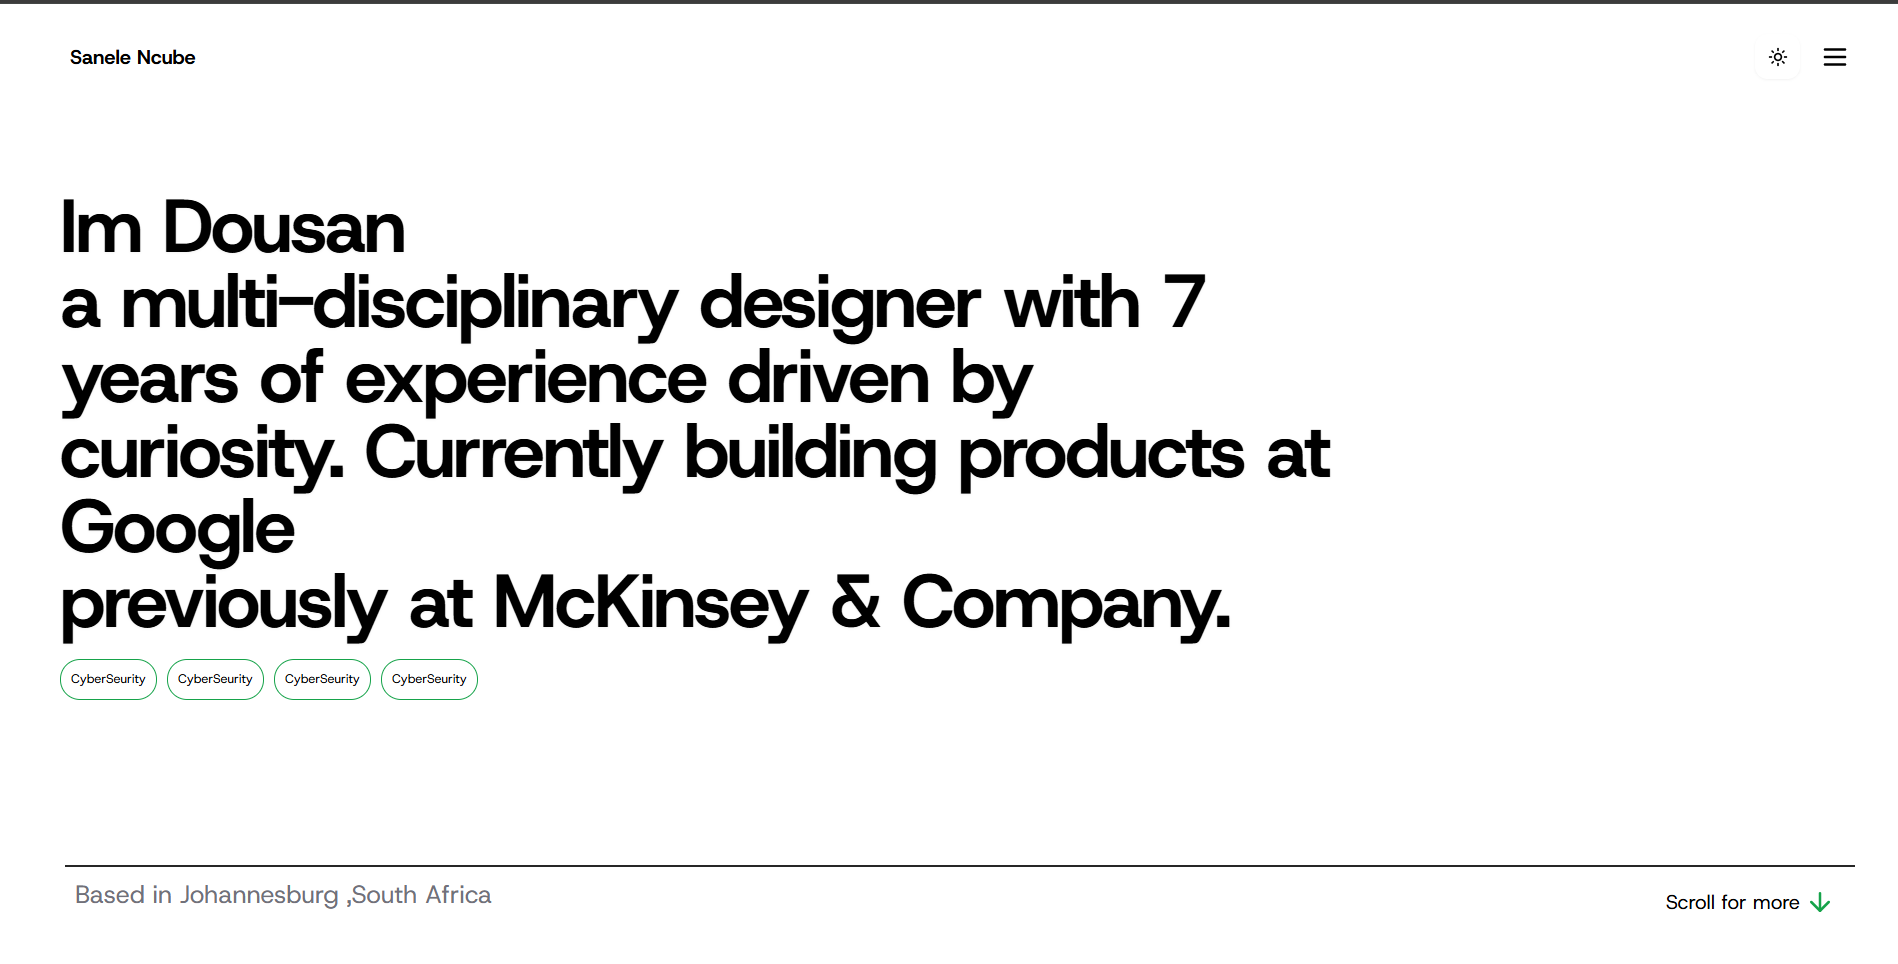 Sanele Ncube
Im Dousan
a multi-disciplinary designer with 7
years of experience driven by
curiosity. Currently building products at
Google
previously at McKinsey & Company.
CyberSeurity CyberSeurity CyberSeurity CyberSeurity
Based in Johannesburg ,South Africa
Scroll for more